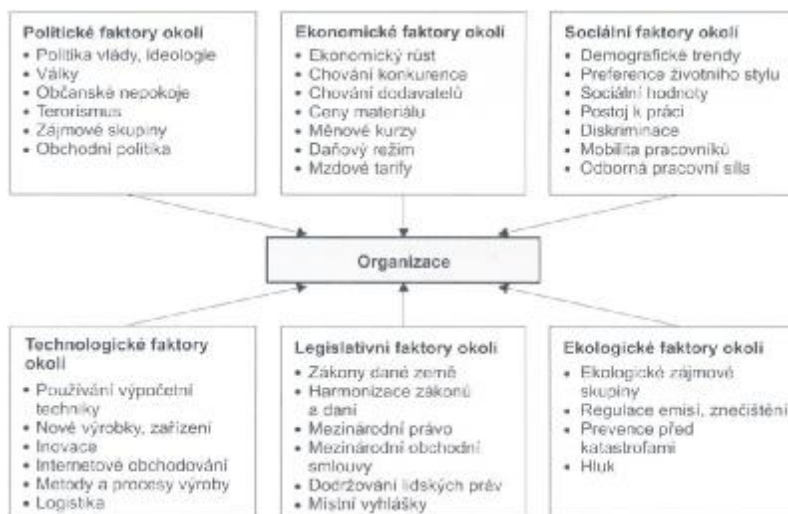 Politické faktory okolí
• Politika vlády, ideologie
• Války
• Občanské nepokoje
• Terorismus
• Zájmové skupiny
• Obchodní politika
Ekonomické faktory okolí
• Ekonomický růst
• Chování konkurence
• Chování dodavatelů
• Ceny materiálu
• Měnové kurzy
• Daňový režim
• Mzdové tarify
Sociální faktory okolí
• Demografické trendy
• Preference životního stylu
• Sociální hodnoty
• Postoj k práci
• Diskriminace
• Mobilita pracovníků
• Odborná pracovní síla
Organizace
Technologické faktory
okolí
• Používání výpočetní
techniky
• Nové výrobky, zařízení
• Inovace
• Internetové obchodování
• Metody a procesy výroby
• Logistika
Legislativní faktory okolí
• Zákony dané země
• Harmonizace zákonů
a daní
• Mezinárodní právo
• Mezinárodní obchodní
smlouvy
• Dodržování lidských práv
• Místní vyhlášky
Ekologické faktory okolí
• Ekologické zájmové
skupiny
• Regulace emisí, znečištění
• Prevence před
katastrofami
• Hluk